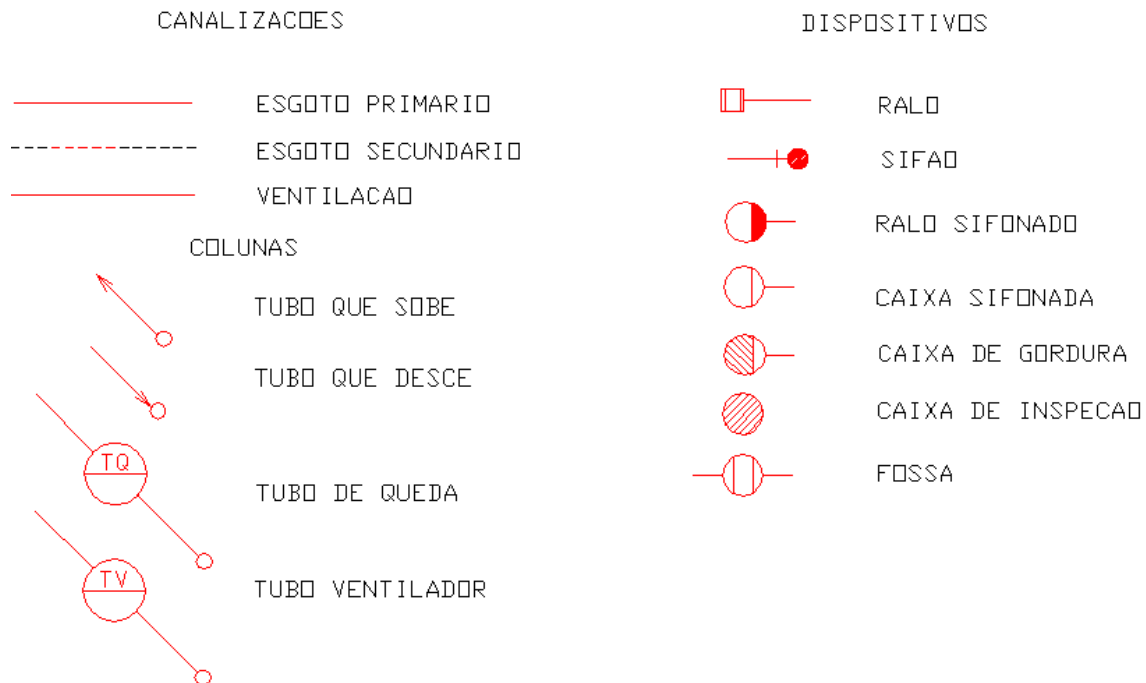 CANALIZACOES
ESGOTO PRIMARIO
ESGOTO SECUNDARIO
VENTILACAO
COLUNAS
TUBO QUE SOBE
TUBO QUE DESCE
TQ
TUBO DE QUEDA
TV
TUBO VENTILADOR
DISPOSITIVOS
RALO
SIFAO
RALO SIFONADO
CAIXA SIFONADA
CAIXA DE GORDURA
CAIXA DE INSPECAO
FOSSA